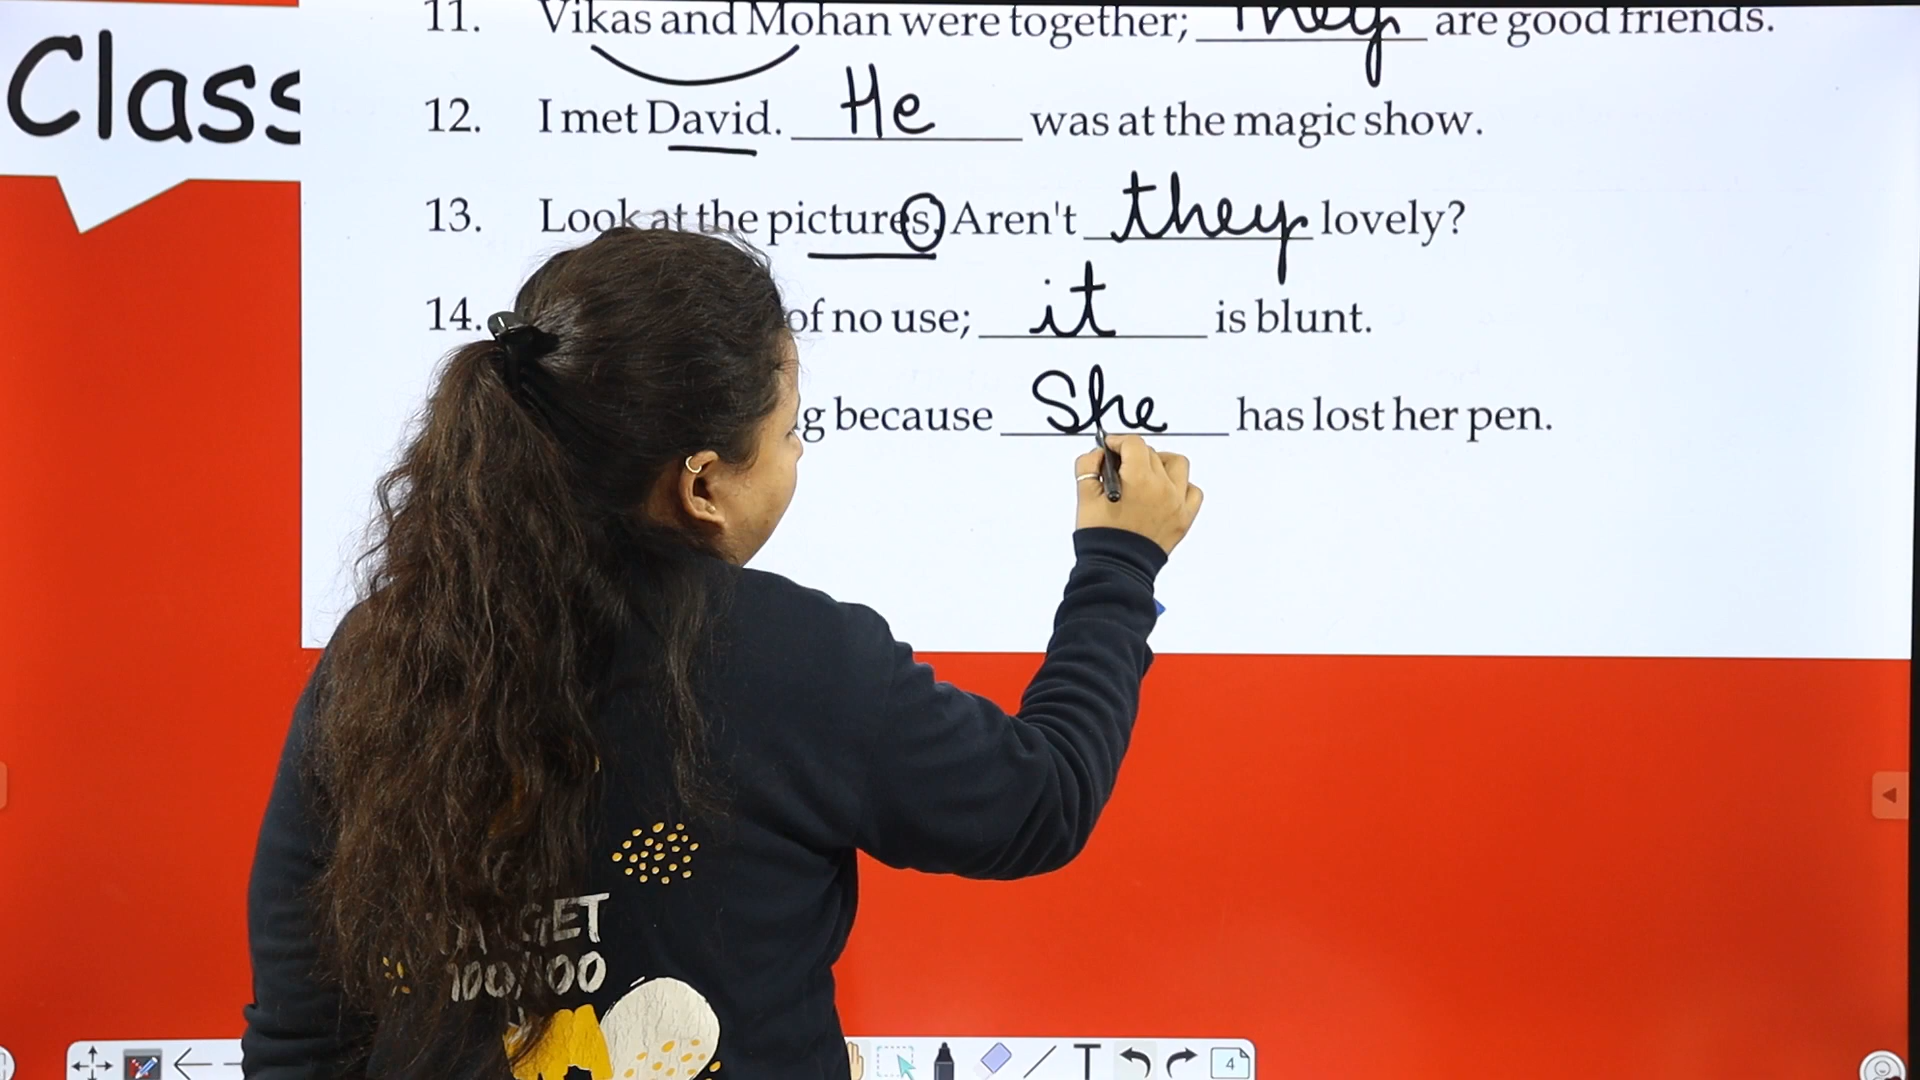 Class
11. Vikas and Mohan were together; They are good friends.
12. I met David. He was at the magic show.
13. Look at the pictures. Aren't they lovely?
14. of no use; it is blunt.
because She has lost her pen.
TARGET
100/100
T
4